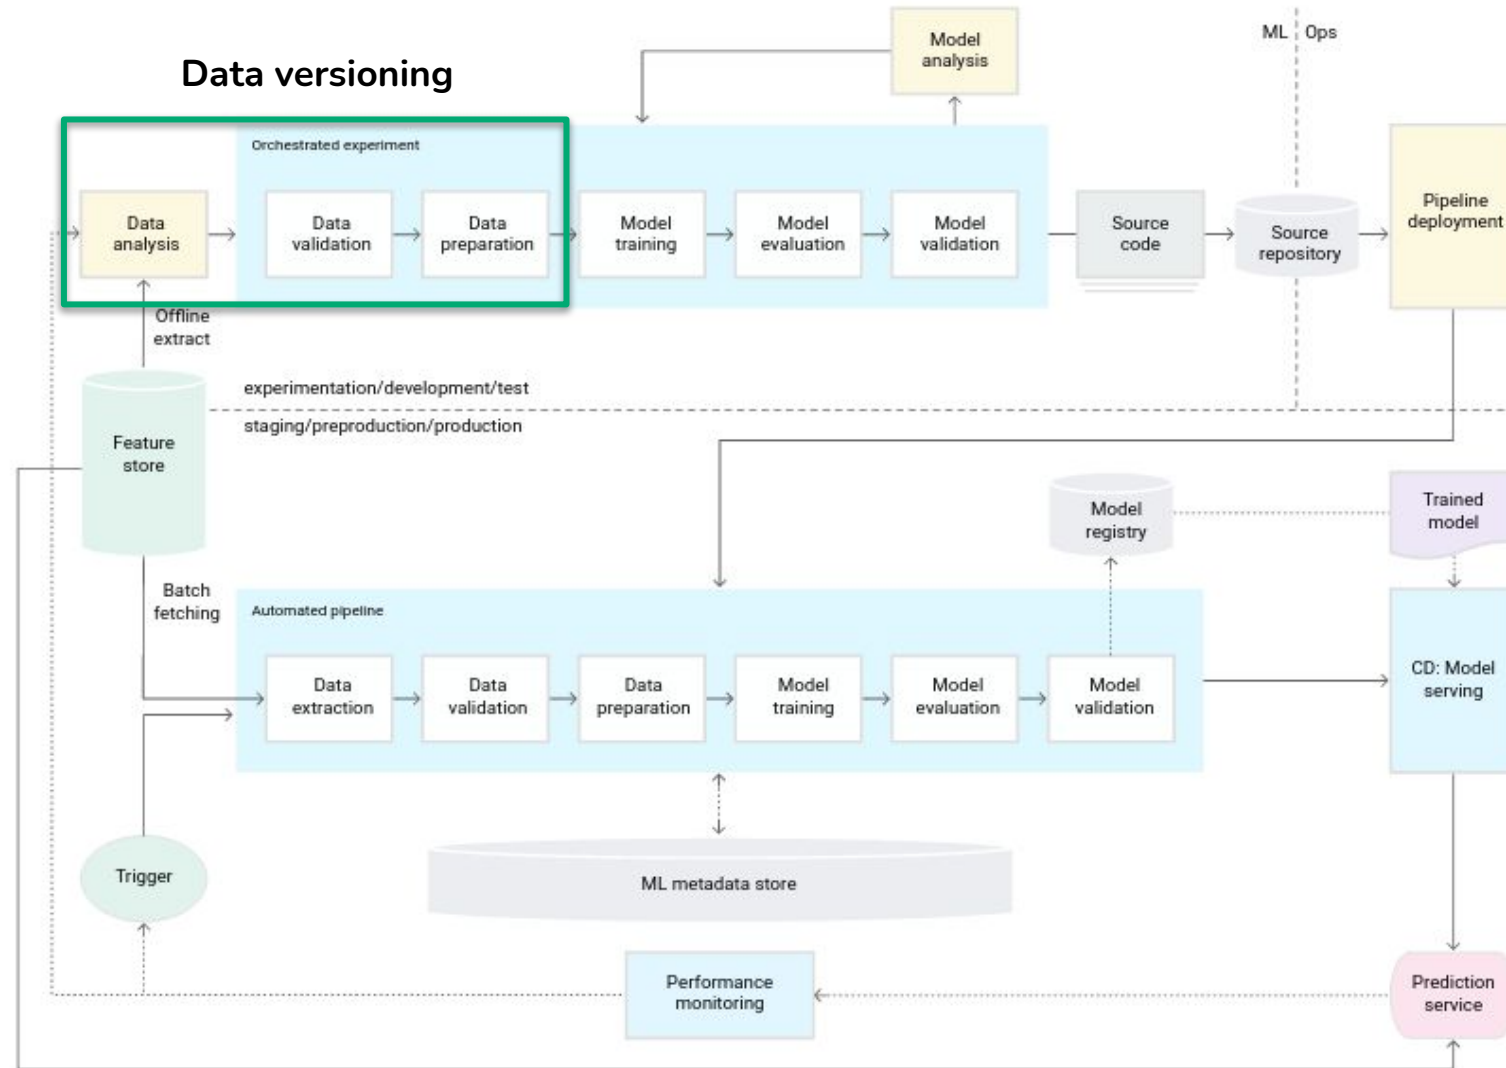 Data versioning
Model
analysis
ML
Ops
Orchestrated experiment
Data
analysis
Data
validation
Data
preparation
Model
training
Model
evaluation
Model
validation
Source
code
Source
repository
Pipeline
deployment
Offline
extract
experimentation/development/test
staging/preproduction/production
Feature
store
Model
registry
Trained
model
Batch
fetching
Automated pipeline
Data
extraction
Data
validation
Data
preparation
Model
training
Model
evaluation
Model
validation
CD: Model
serving
Trigger
ML metadata store
Performance
monitoring
Prediction
service